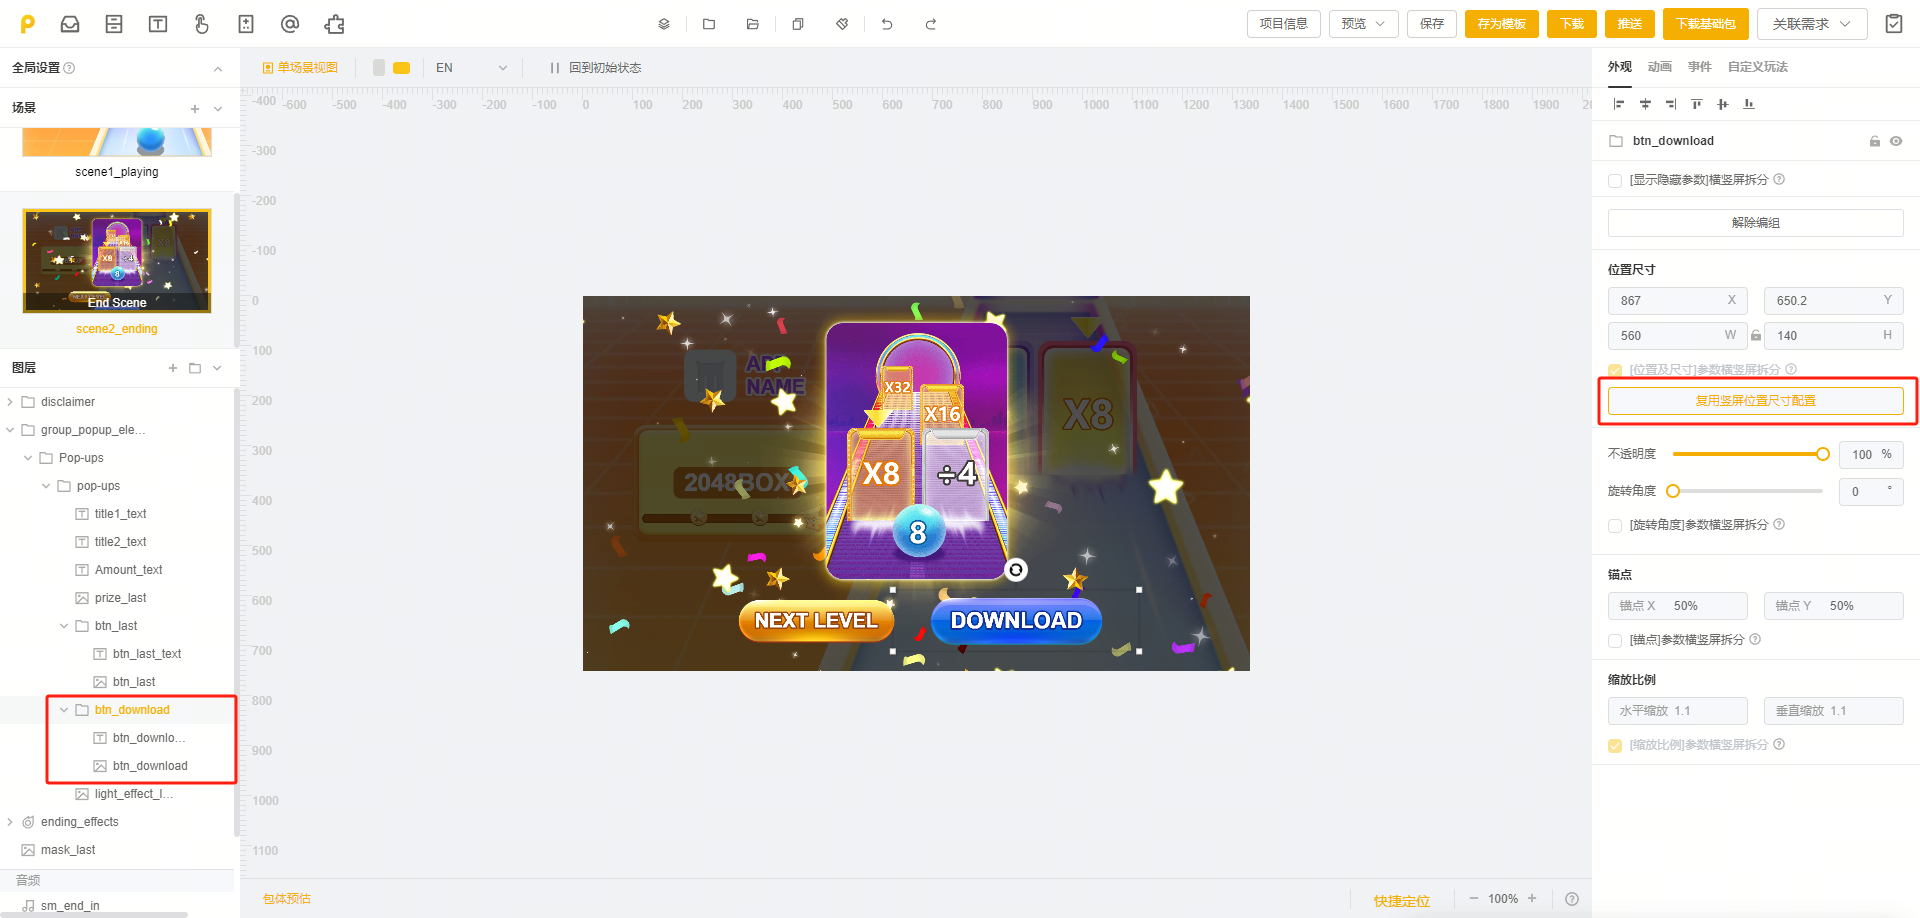 项目信息
预览
保存
存为模板
下载
推送
下载基础包
关联需求
全局设置
单场景视图
EN
回到初始状态
外观 动画 事件 自定义玩法
场景
scene1_playing
X8
÷4
8
End Scene
scene2_ending
图层
disclaimer
group_popup_ele...
Pop-ups
pop-ups
title1_text
title2_text
Amount_text
prize_last
btn_last
btn_last_text
btn_last
btn_download
btn_downlo...
btn_download
light_effect_l...
ending_effects
mask_last
音频
sm_end_in
-600 -500 -400 -300 -200 -100 0 100 200 300 400 500 600 700 800 900 1000 1100 1200 1300 1400 1500 1600 1700 1800 1900
-400
-300
-200
-100
0
100
200
300
400
500
600
700
800
900
1000
1100
APP
NAME
X32
X16
X8
÷4
8
X8
2048BOX
NEXT LEVEL
DOWNLOAD
包体预估
快捷定位
100%
btn_download
[显示隐藏参数]横竖屏拆分
解除编组
位置尺寸
867 X
650.2 Y
560 W
140 H
[位置及尺寸]参数横竖屏拆分
复用竖屏位置尺寸配置
不透明度
100 %
旋转角度
0 °
[旋转角度]参数横竖屏拆分
锚点
锚点 X 50%
锚点 Y 50%
[锚点]参数横竖屏拆分
缩放比例
水平缩放 1.1
垂直缩放 1.1
[缩放比例]参数横竖屏拆分